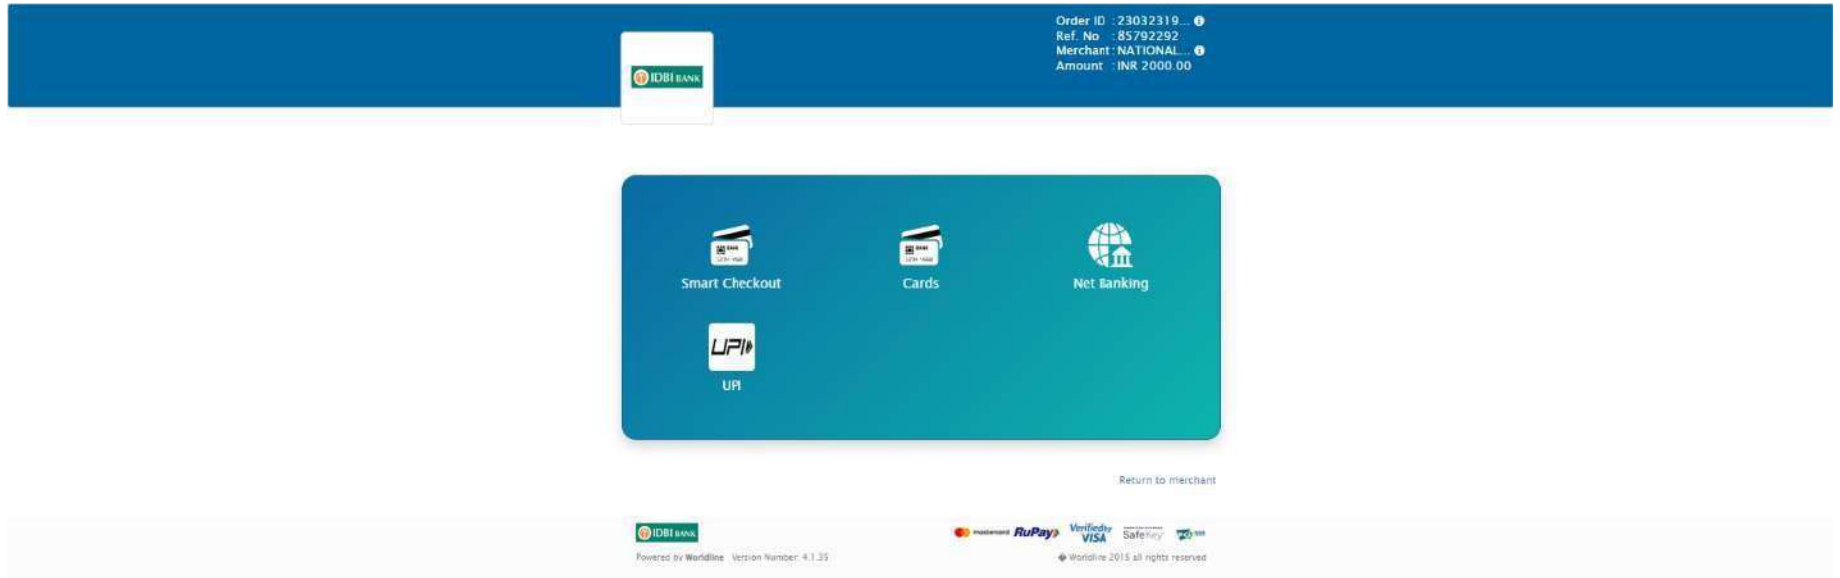 Order ID : 23032319...
Ref. No : 85792292
Merchant : NATIONAL...
Amount : INR 2000.00
IDBI BANK
Smart Checkout
Cards
Net Banking
UPI
UPI
Return to merchant
IDBI BANK
mastercard RuPay Verified by VISA SafeKey
Powered by Worldline Version Number: 4.1.35
� Worldline 2015 all rights reserved